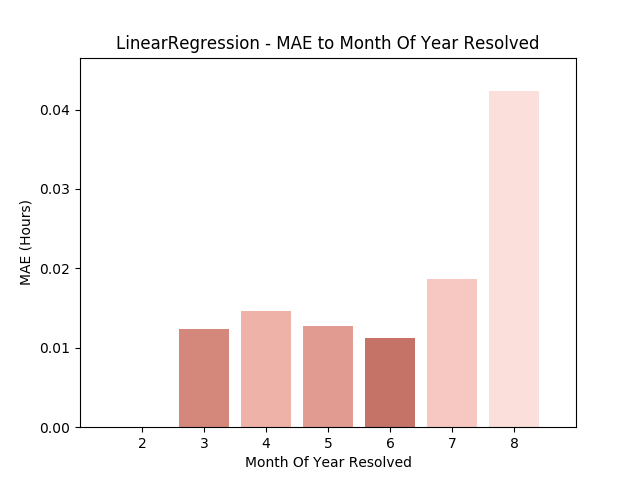 LinearRegression - MAE to Month Of Year Resolved
MAE (Hours)
0.04
0.03
0.02
0.01
0.00
2 3 4 5 6 7 8
Month Of Year Resolved